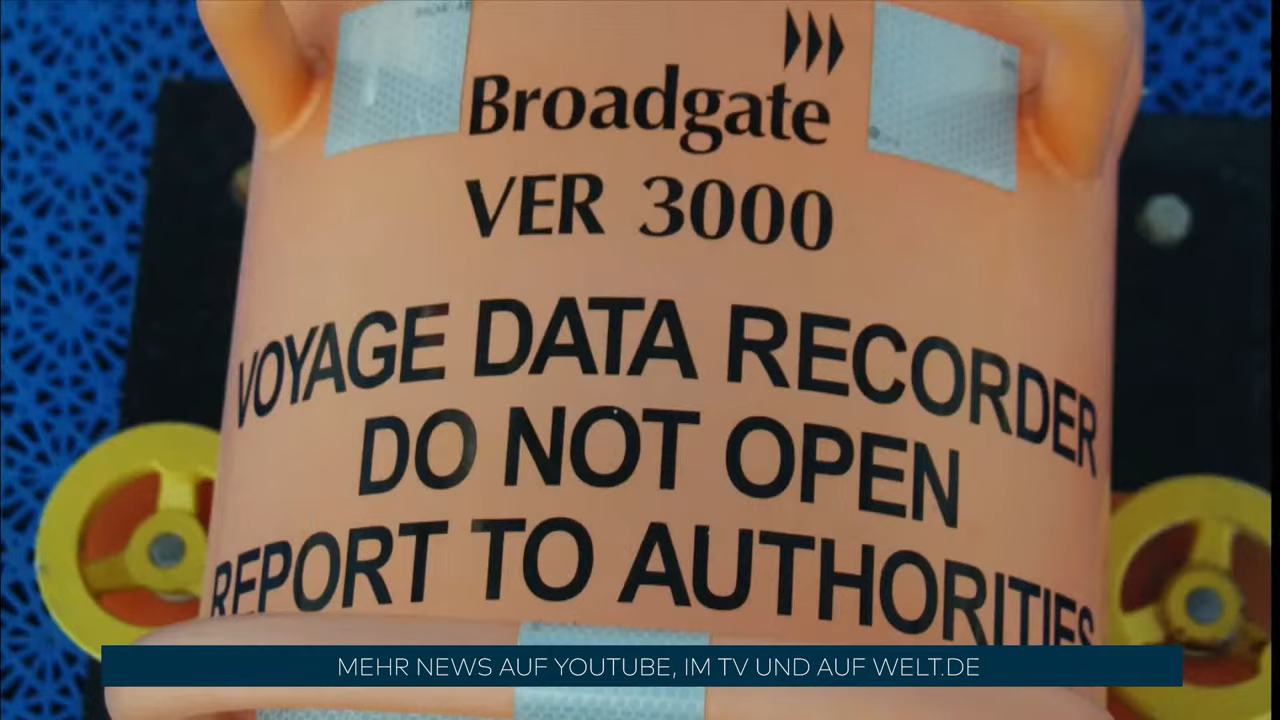 Broadgate
VER 3000
VOYAGE DATA RECORDER
DO NOT OPEN
REPORT TO AUTHORITIES
MEHR NEWS AUF YOUTUBE, IM TV UND AUF WELT.DE